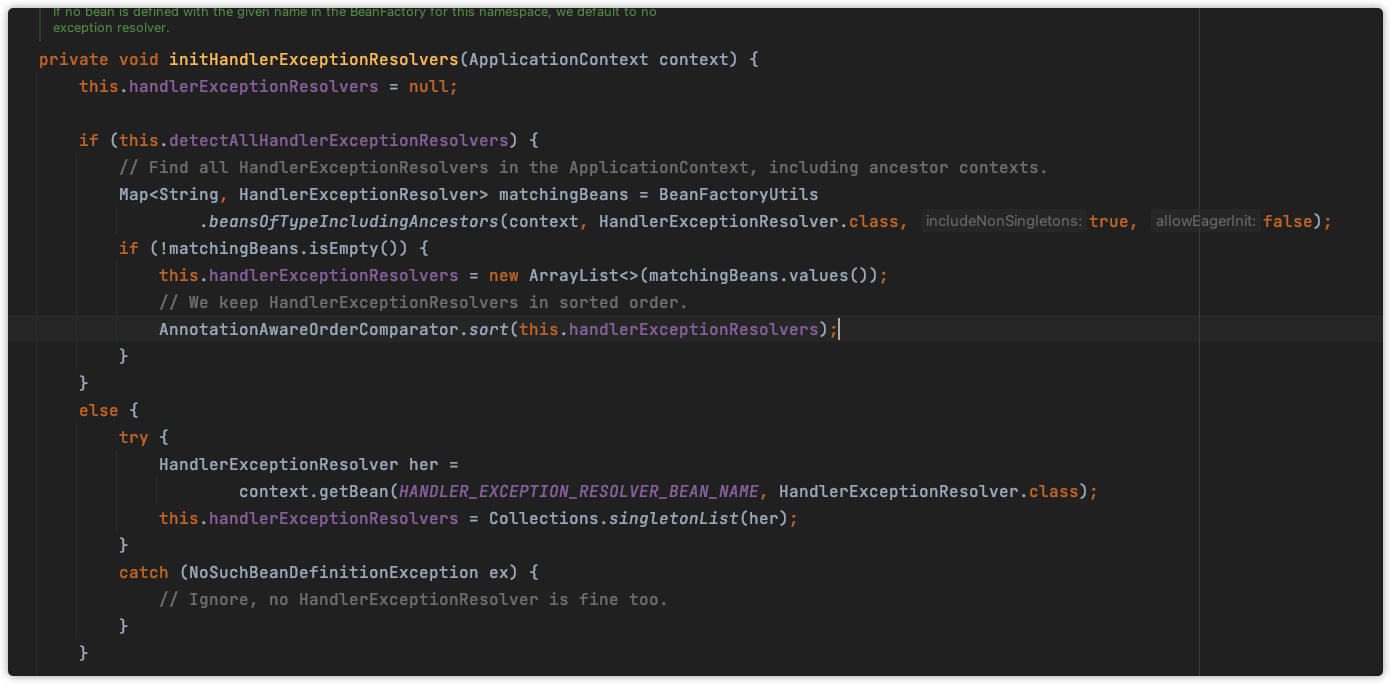 If no bean is defined with the given name in the BeanFactory for this namespace, we default to no
exception resolver.
private void initHandlerExceptionResolvers(ApplicationContext context) {
this.handlerExceptionResolvers = null;
if (this.detectAllHandlerExceptionResolvers) {
// Find all HandlerExceptionResolvers in the ApplicationContext, including ancestor contexts.
Map<String, HandlerExceptionResolver> matchingBeans = BeanFactoryUtils
.beansOfTypeIncludingAncestors(context, HandlerExceptionResolver.class, includeNonSingletons: true, allowEagerInit: false);
if (!matchingBeans.isEmpty()) {
this.handlerExceptionResolvers = new ArrayList<>(matchingBeans.values());
// We keep HandlerExceptionResolvers in sorted order.
AnnotationAwareOrderComparator.sort(this.handlerExceptionResolvers);
}
}
else {
try {
HandlerExceptionResolver her =
context.getBean(HANDLER_EXCEPTION_RESOLVER_BEAN_NAME, HandlerExceptionResolver.class);
this.handlerExceptionResolvers = Collections.singletonList(her);
}
catch (NoSuchBeanDefinitionException ex) {
// Ignore, no HandlerExceptionResolver is fine too.
}
}